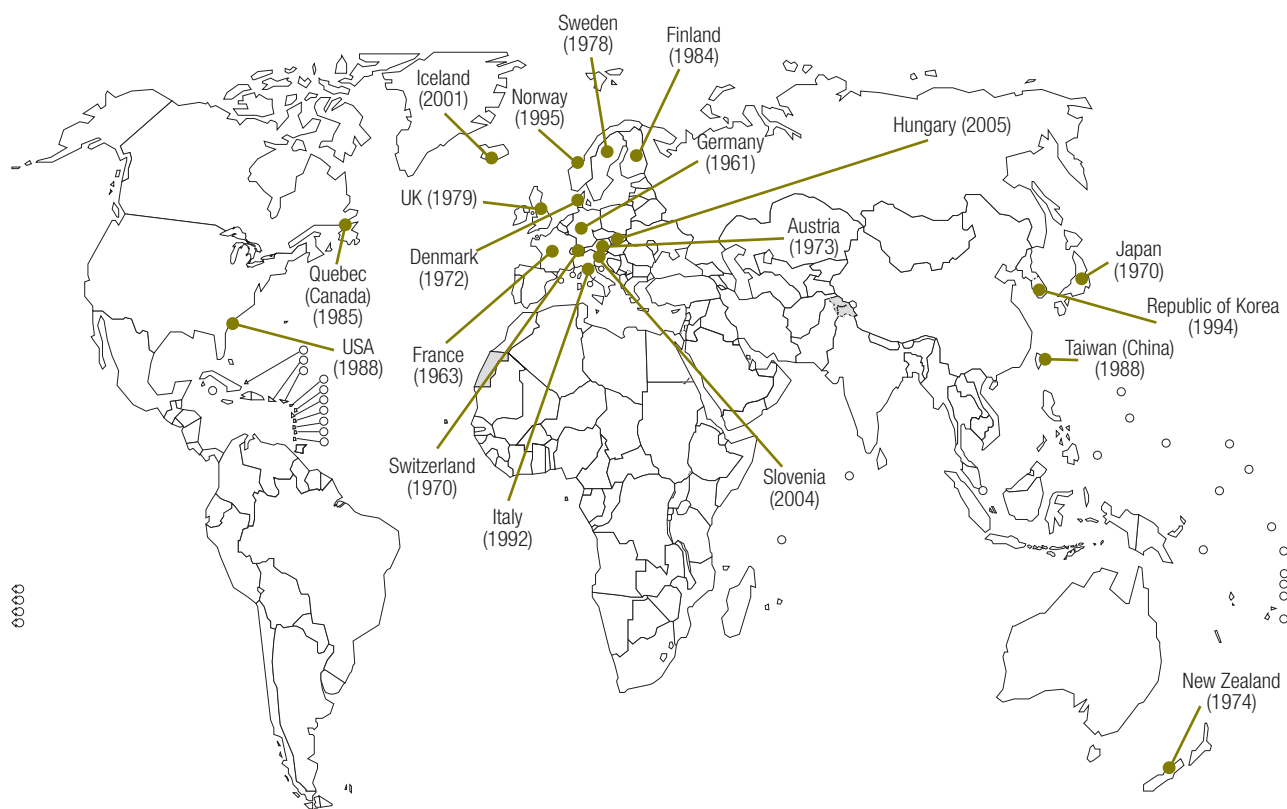 Sweden
(1978)
Finland
(1984)
Iceland
(2001)
Norway
(1995)
Germany
(1961)
Hungary (2005)
UK (1979)
Denmark
(1972)
Austria
(1973)
Japan
(1970)
Quebec
(Canada)
(1985)
Republic of Korea
(1994)
USA
(1988)
France
(1963)
Taiwan (China)
(1988)
Switzerland
(1970)
Slovenia
(2004)
Italy
(1992)
New Zealand
(1974)